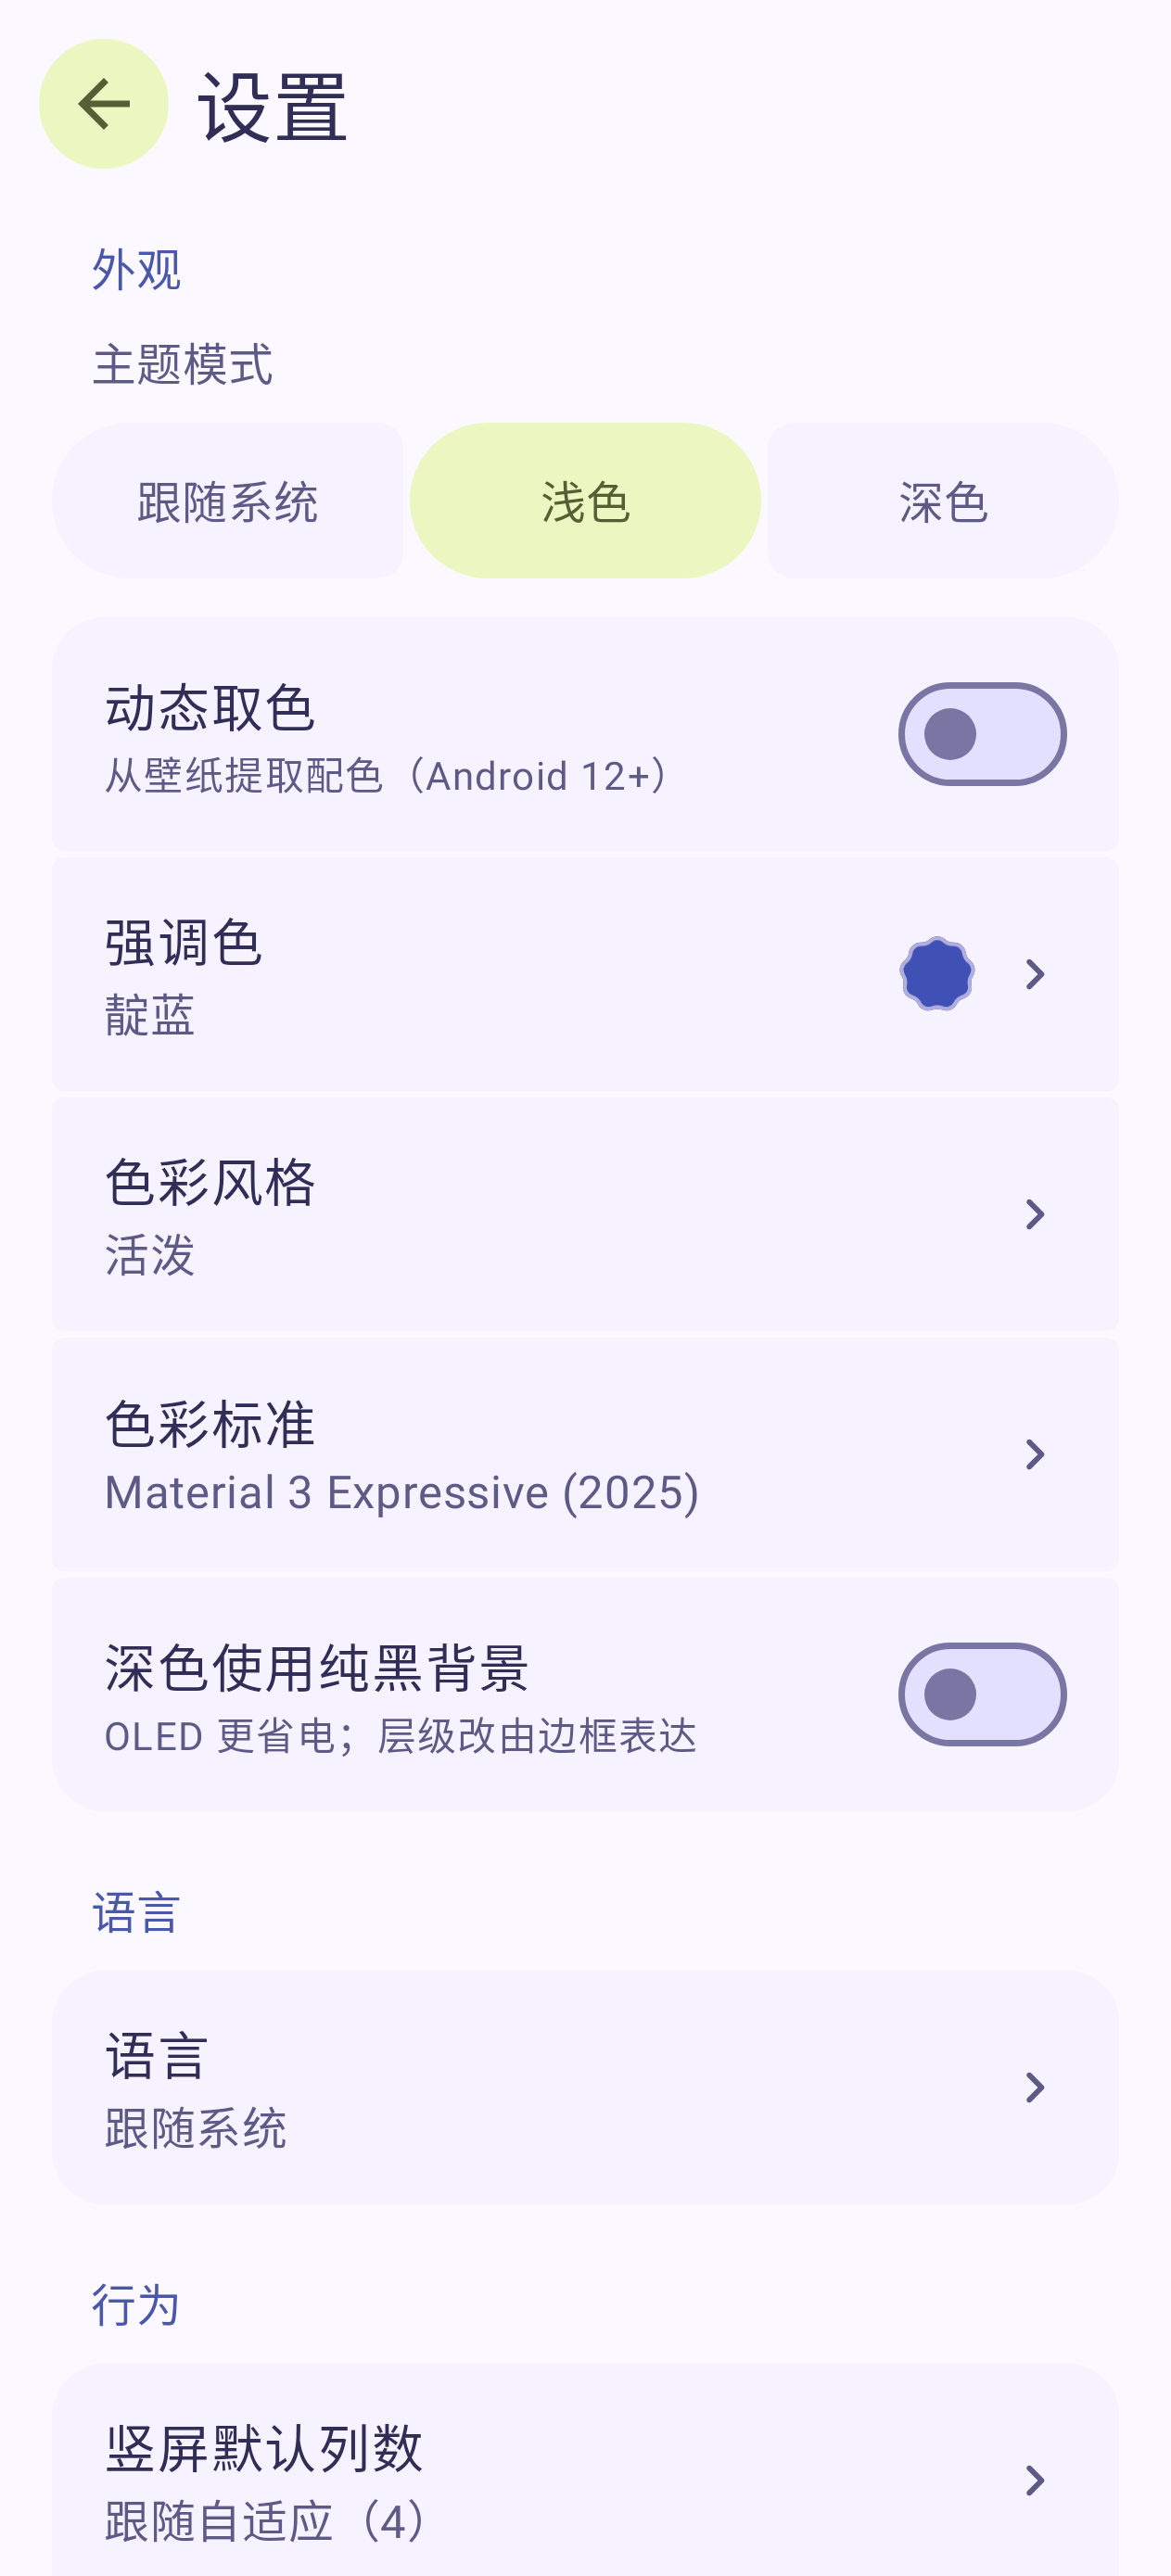 设置
外观
主题模式
跟随系统
浅色
深色
动态取色
从壁纸提取配色（Android 12+）
强调色
靛蓝
色彩风格
活泼
色彩标准
Material 3 Expressive (2025)
深色使用纯黑背景
OLED 更省电；层级改由边框表达
语言
语言
跟随系统
行为
竖屏默认列数
跟随自适应（4）